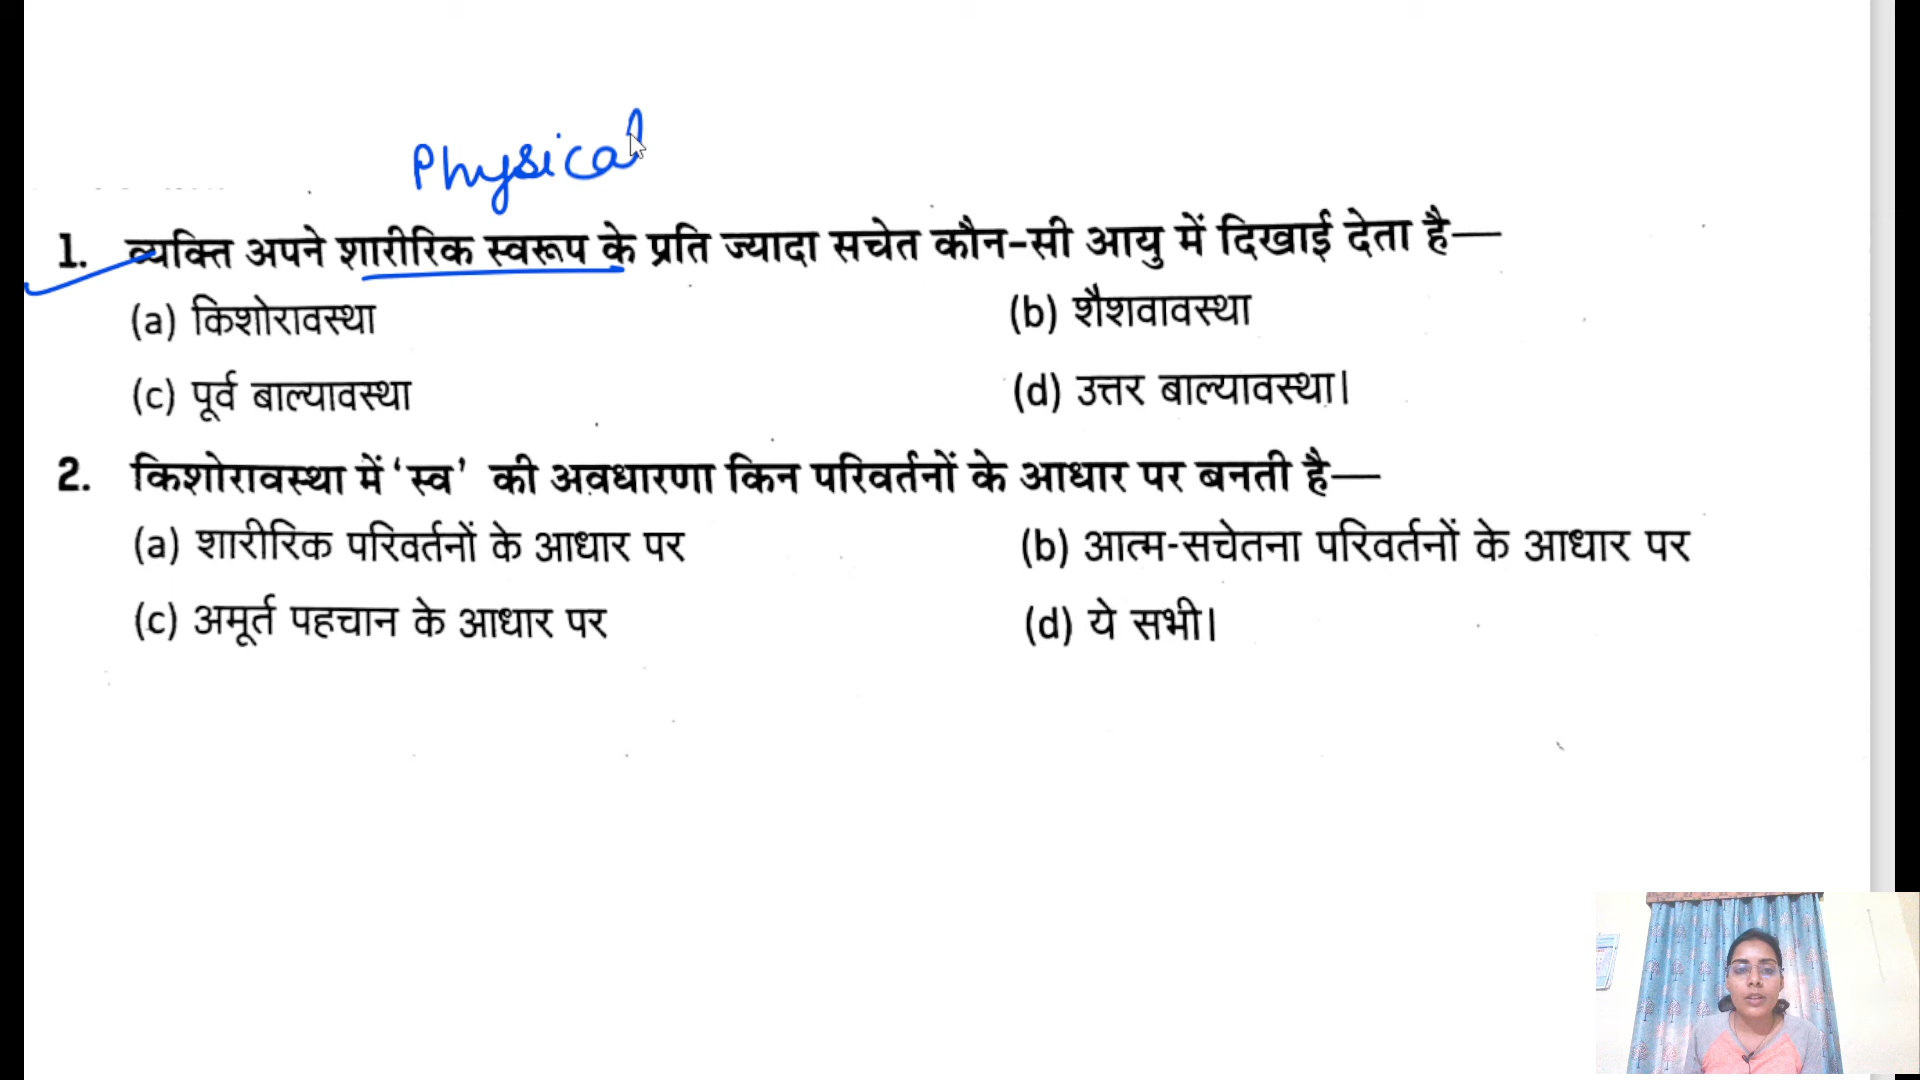 Physical
1. व्यक्ति अपने शारीरिक स्वरूप के प्रति ज्यादा सचेत कौन-सी आयु में दिखाई देता है—
(a) किशोरावस्था (b) शैशवावस्था
(c) पूर्व बाल्यावस्था (d) उत्तर बाल्यावस्था।
2. किशोरावस्था में ‘स्व’ की अवधारणा किन परिवर्तनों के आधार पर बनती है—
(a) शारीरिक परिवर्तनों के आधार पर (b) आत्म-सचेतना परिवर्तनों के आधार पर
(c) अमूर्त पहचान के आधार पर (d) ये सभी।